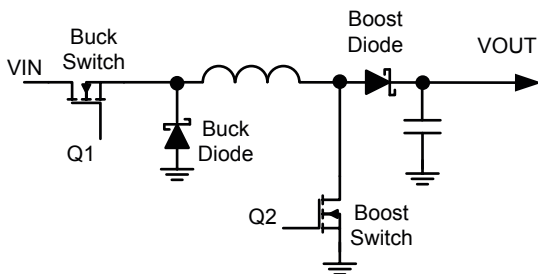 Buck
Switch
Boost
Diode
VIN
VOUT
Q1
Buck
Diode
Q2
Boost
Switch